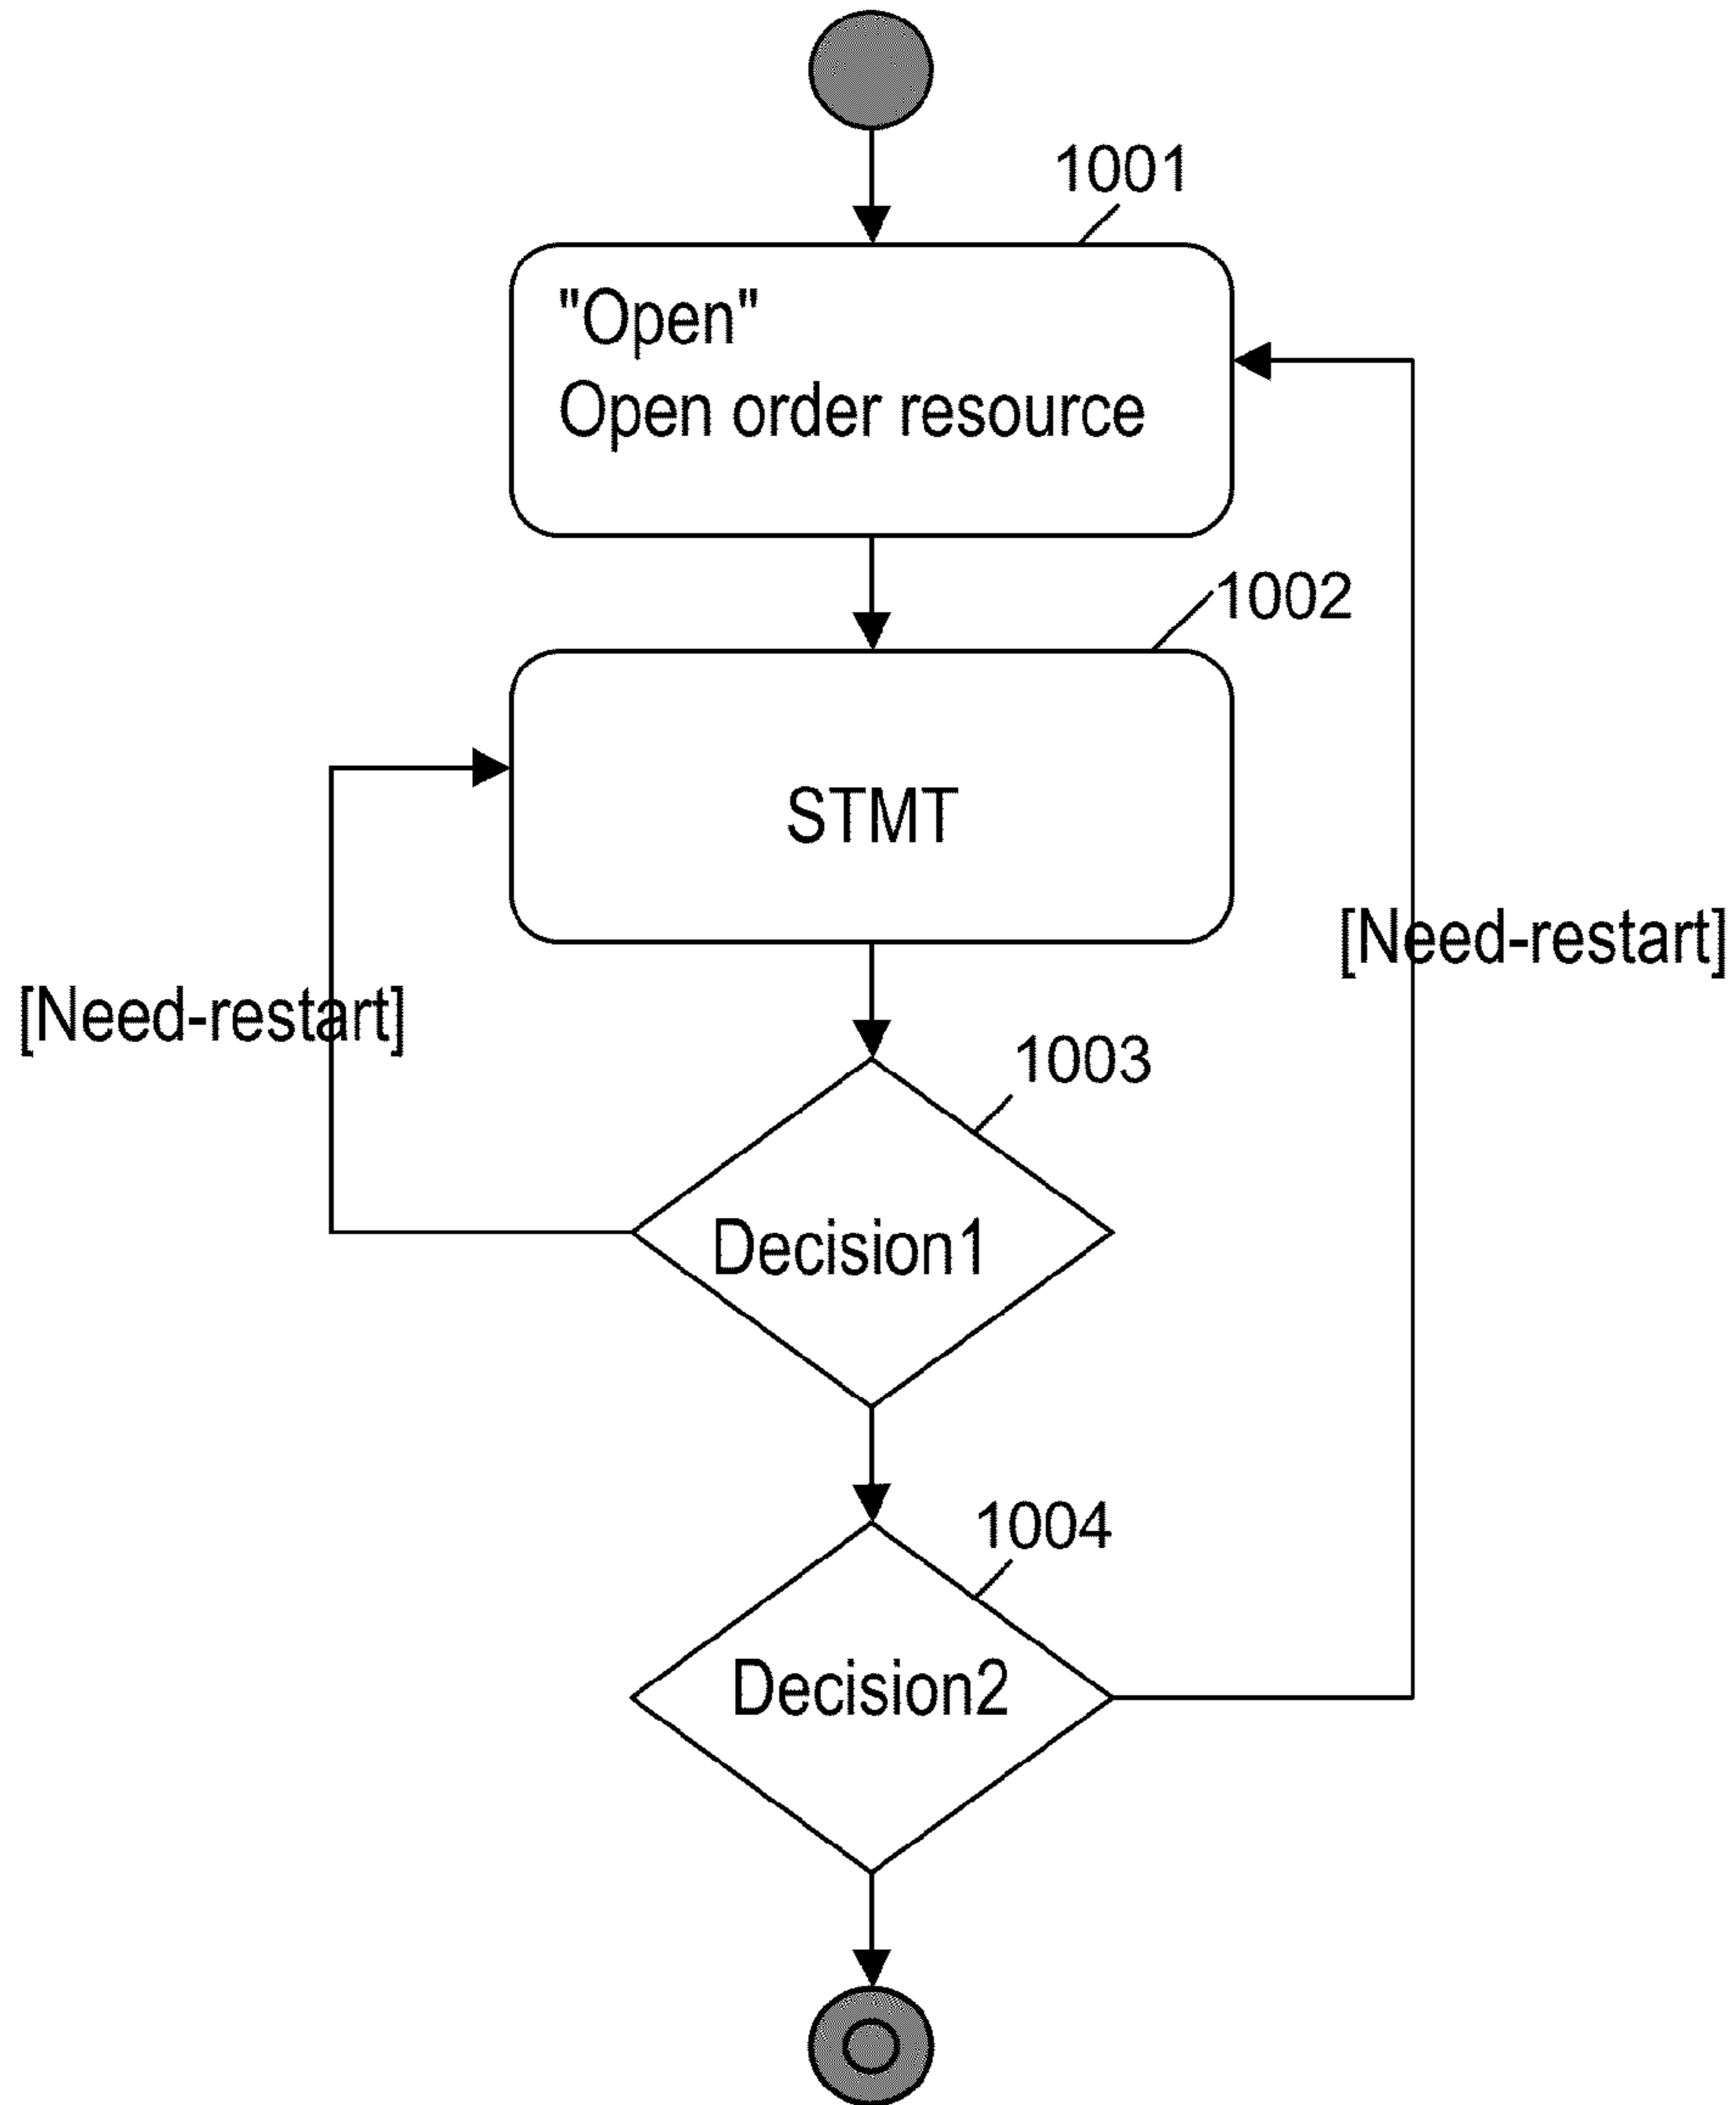 1001
"Open"
Open order resource
1002
STMT
[Need-restart]
[Need-restart]
1003
Decision1
1004
Decision2